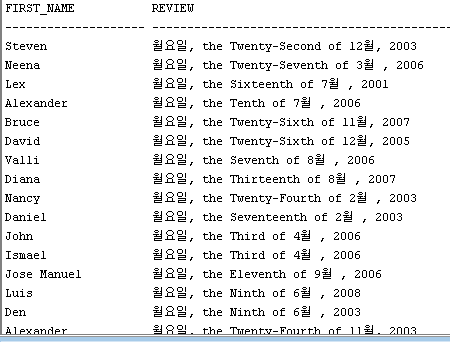 FIRST_NAME REVIEW
-------------------- --------------------------------------------
Steven 월요일, the Twenty-Second of 12월, 2003
Neena 월요일, the Twenty-Seventh of 3월 , 2006
Lex 월요일, the Sixteenth of 7월 , 2001
Alexander 월요일, the Tenth of 7월 , 2006
Bruce 월요일, the Twenty-Sixth of 11월, 2007
David 월요일, the Twenty-Sixth of 12월, 2005
Valli 월요일, the Seventh of 8월 , 2006
Diana 월요일, the Thirteenth of 8월 , 2007
Nancy 월요일, the Twenty-Fourth of 2월 , 2003
Daniel 월요일, the Seventeenth of 2월 , 2003
John 월요일, the Third of 4월 , 2006
Ismael 월요일, the Third of 4월 , 2006
Jose Manuel 월요일, the Eleventh of 9월 , 2006
Luis 월요일, the Ninth of 6월 , 2008
Den 월요일, the Ninth of 6월 , 2003
Alexander 월요일, the Twenty-Fourth of 11월, 2003